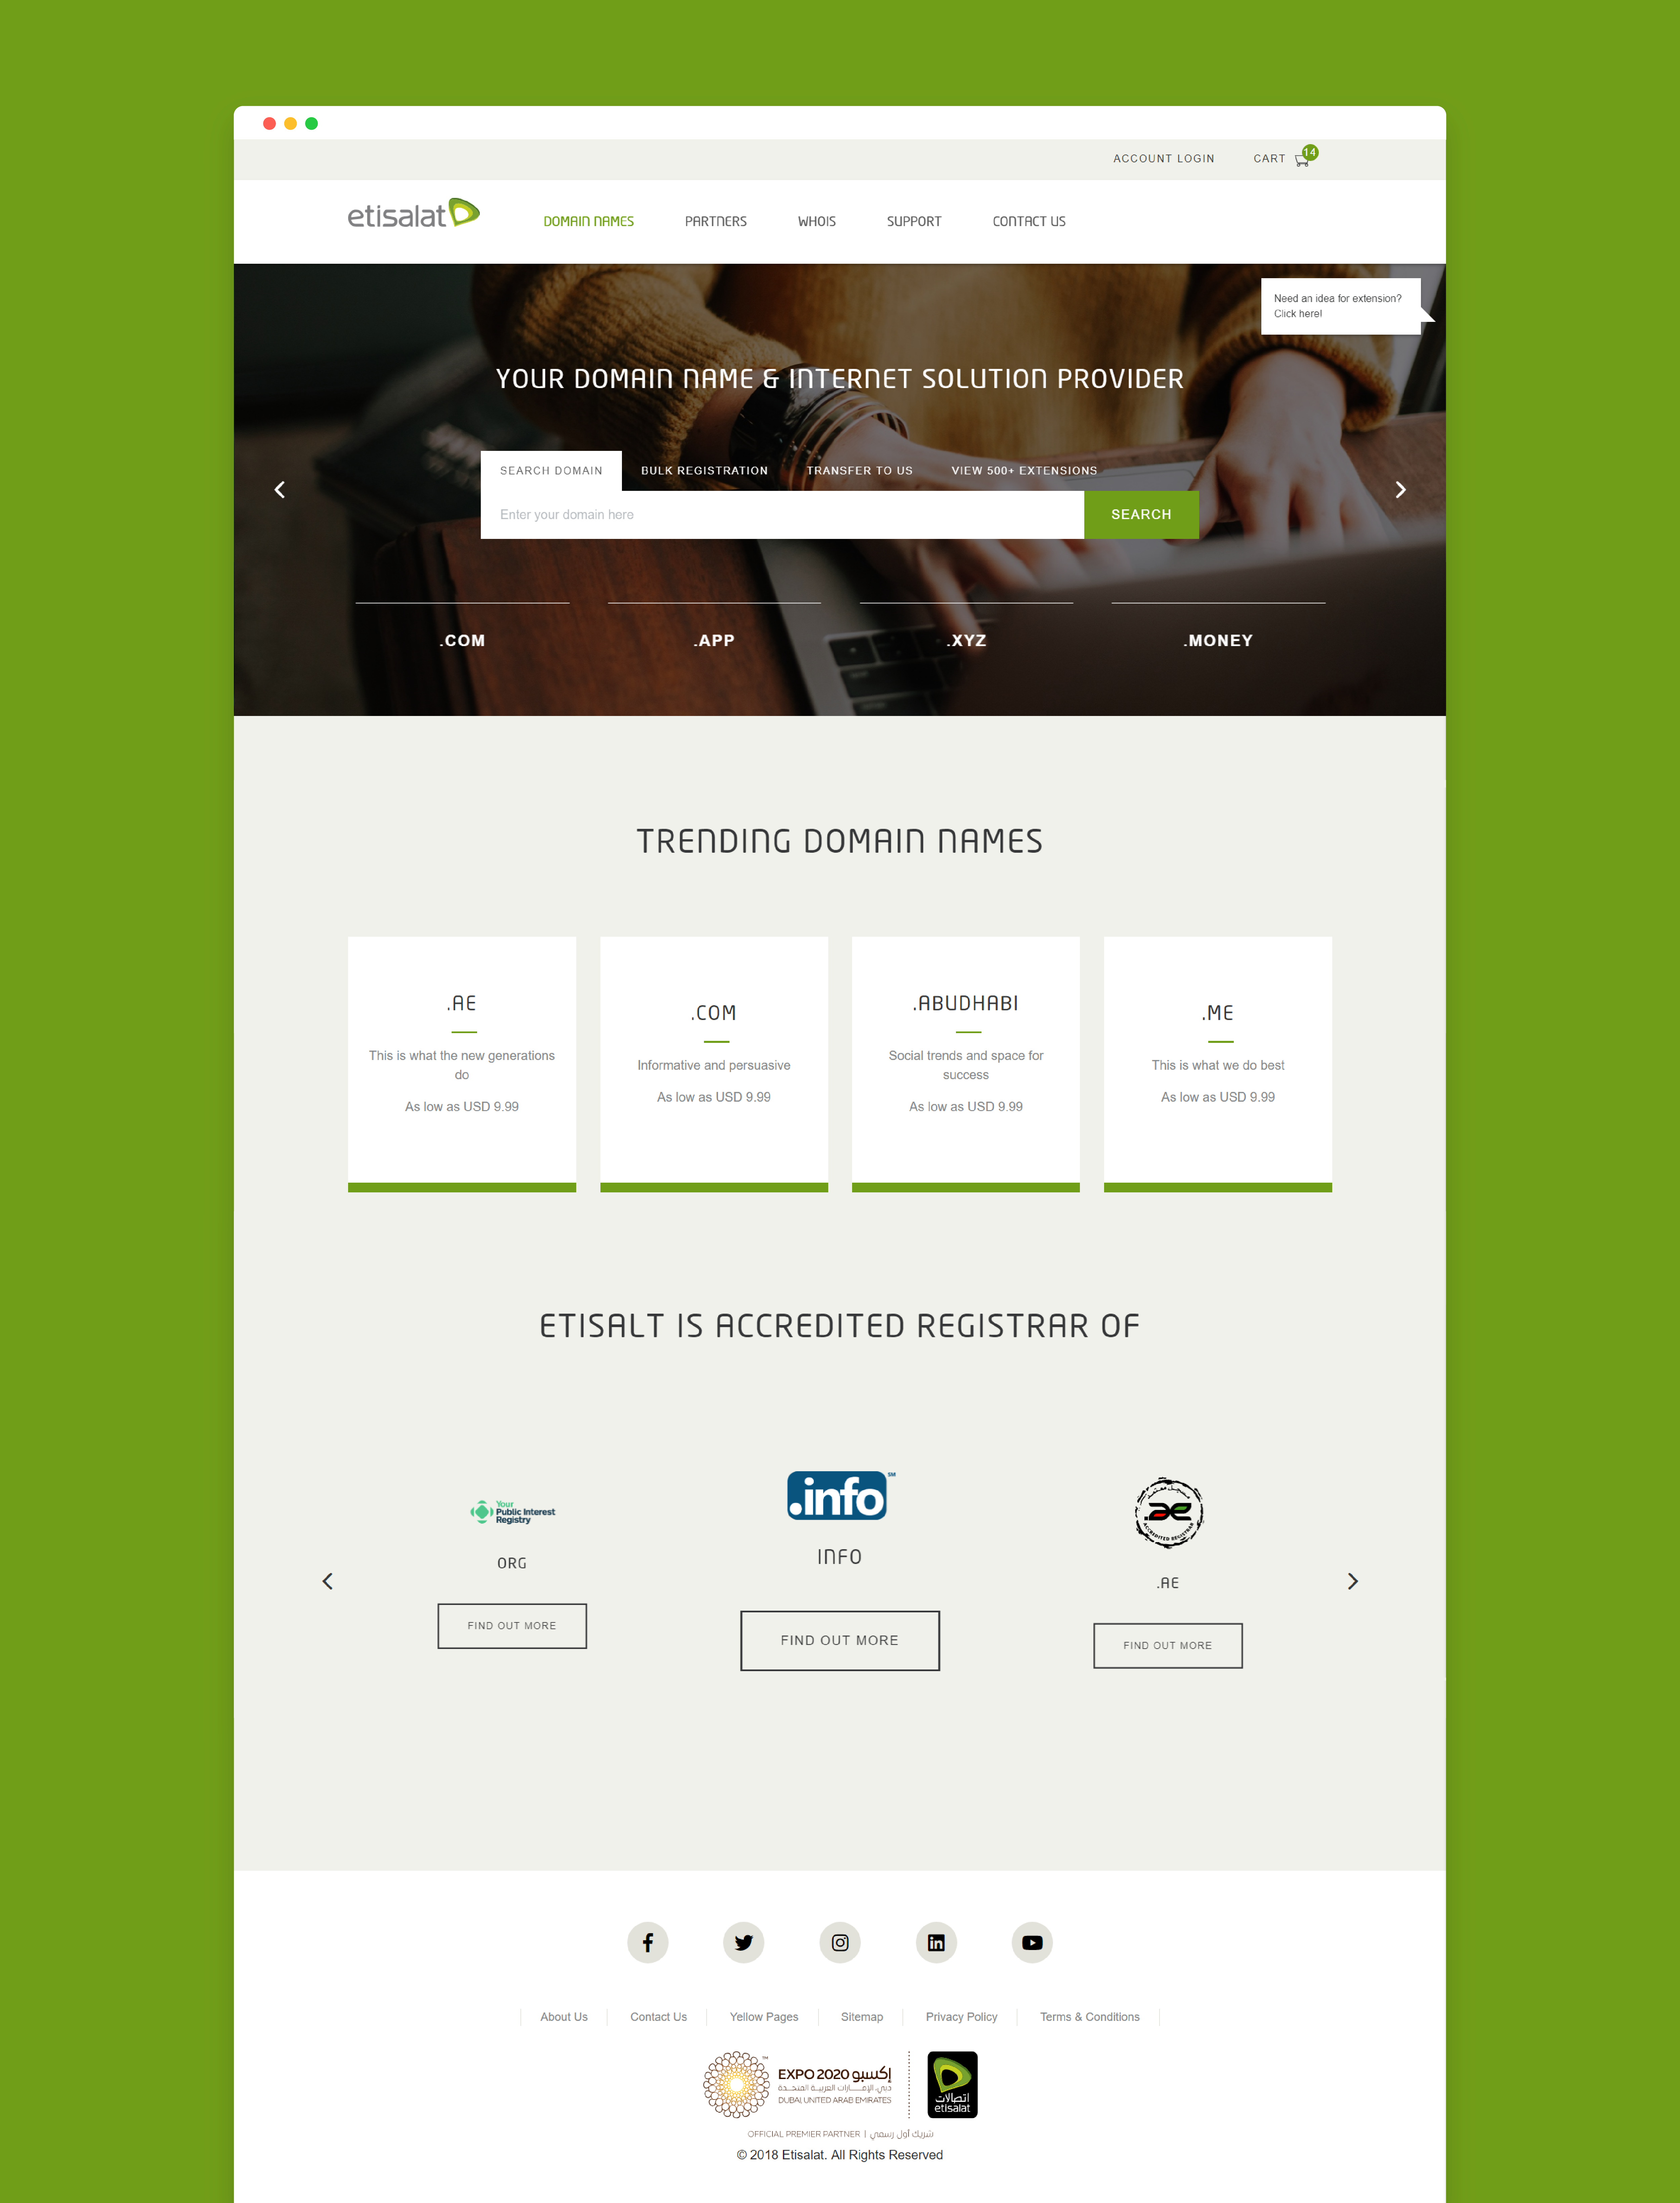 ACCOUNT LOGIN
CART
14
etisalat
DOMAIN NAMES
PARTNERS
WHOIS
SUPPORT
CONTACT US
Need an idea for extension?
Click here!
YOUR DOMAIN NAME & INTERNET SOLUTION PROVIDER
SEARCH DOMAIN
BULK REGISTRATION
TRANSFER TO US
VIEW 500+ EXTENSIONS
Enter your domain here
SEARCH
.COM
.APP
.XYZ
.MONEY
TRENDING DOMAIN NAMES
.AE
This is what the new generations
do
As low as USD 9.99
.COM
Informative and persuasive
As low as USD 9.99
.ABUDHABI
Social trends and space for
success
As low as USD 9.99
.ME
This is what we do best
As low as USD 9.99
ETISALT IS ACCREDITED REGISTRAR OF
Your
Public Interest
Registry
ORG
FIND OUT MORE
.info SM
INFO
FIND OUT MORE
مسجل معتمد
.ae
ACCREDITED REGISTRAR
.AE
FIND OUT MORE
About Us
Contact Us
Yellow Pages
Sitemap
Privacy Policy
Terms & Conditions
EXPO 2020 إكسبو
دبي، الإمارات العربية المتحدة
DUBAI, UNITED ARAB EMIRATES
اتصالات
etisalat
OFFICIAL PREMIER PARTNER | شريك أول رسمي
© 2018 Etisalat. All Rights Reserved